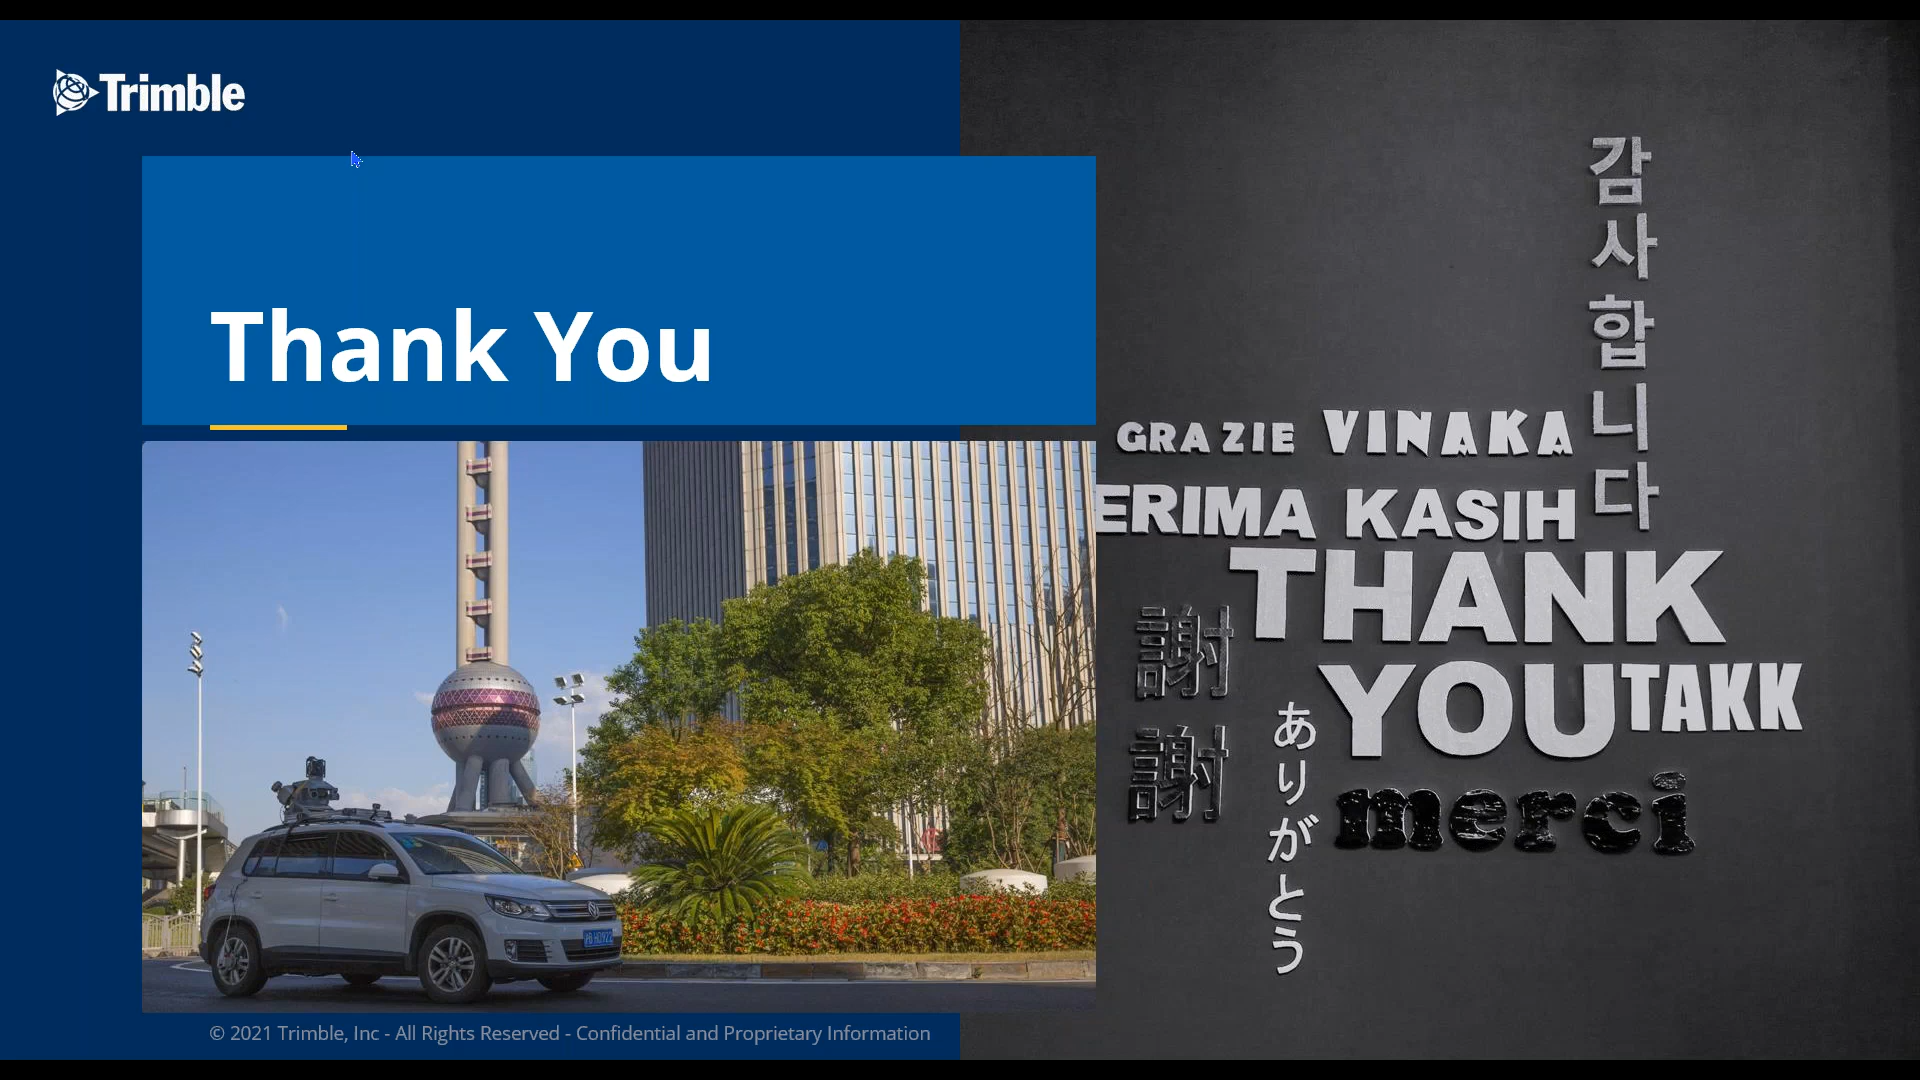 Trimble
Thank You
감사합니다
GRAZIE VINAKA
ERIMA KASIH
THANK
YOU TAKK
謝謝
ありがとう
merci
© 2021 Trimble, Inc - All Rights Reserved - Confidential and Proprietary Information